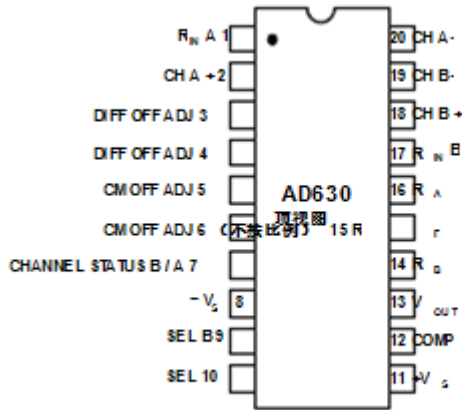 RIN A 1
CH A +2
DIFF OFF ADJ 3
DIFF OFF ADJ 4
CM OFF ADJ 5
CM OFF ADJ 6
CHANNEL STATUS B / A 7
−VS 8
SEL B 9
SEL 10
AD630
顶视图
(不按比例)
20 CH A-
19 CH B-
18 CH B+
17 RIN B
16 RA
15 RF
14 RB
13 VOUT
12 COMP
11 +VS